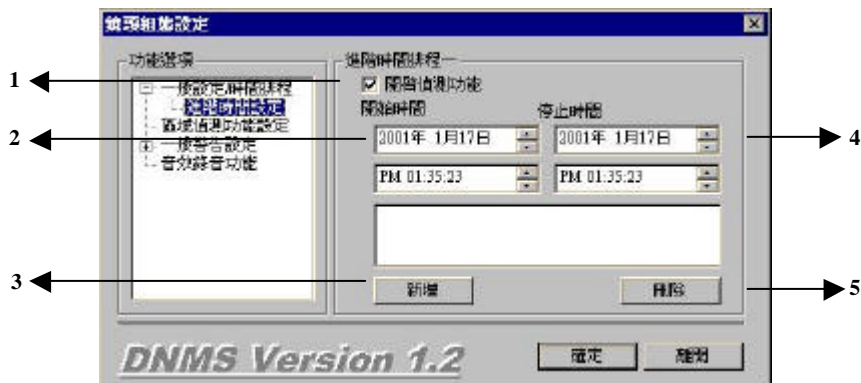 鏡頭組態設定
功能選項
一般設定/時間排程
進階時間設定
區域偵測功能設定
一般警告設定
音效錄音功能
進階時間排程一
開啟偵測功能
開始時間
停止時間
2001年 1月17日
2001年 1月17日
PM 01:35:23
PM 01:35:23
新增
刪除
DNMS Version 1.2
確定
離開
1
2
3
4
5